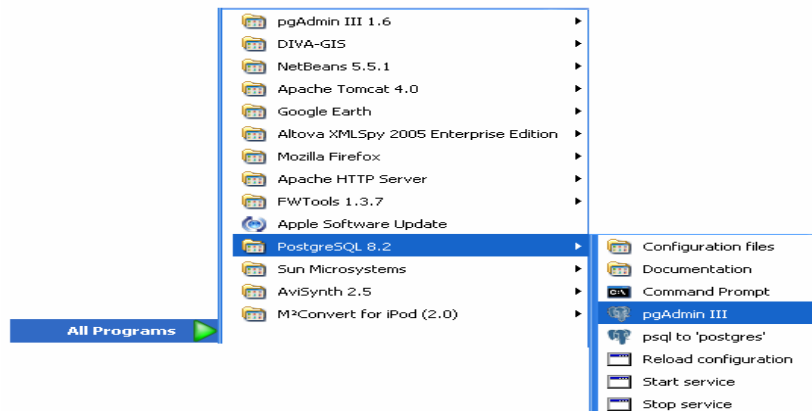 pgAdmin III 1.6
DIVA-GIS
NetBeans 5.5.1
Apache Tomcat 4.0
Google Earth
Altova XMLSpy 2005 Enterprise Edition
Mozilla Firefox
Apache HTTP Server
FWTools 1.3.7
Apple Software Update
PostgreSQL 8.2
Sun Microsystems
AviSynth 2.5
M²Convert for iPod (2.0)
All Programs
Configuration files
Documentation
Command Prompt
pgAdmin III
psql to 'postgres'
Reload configuration
Start service
Stop service